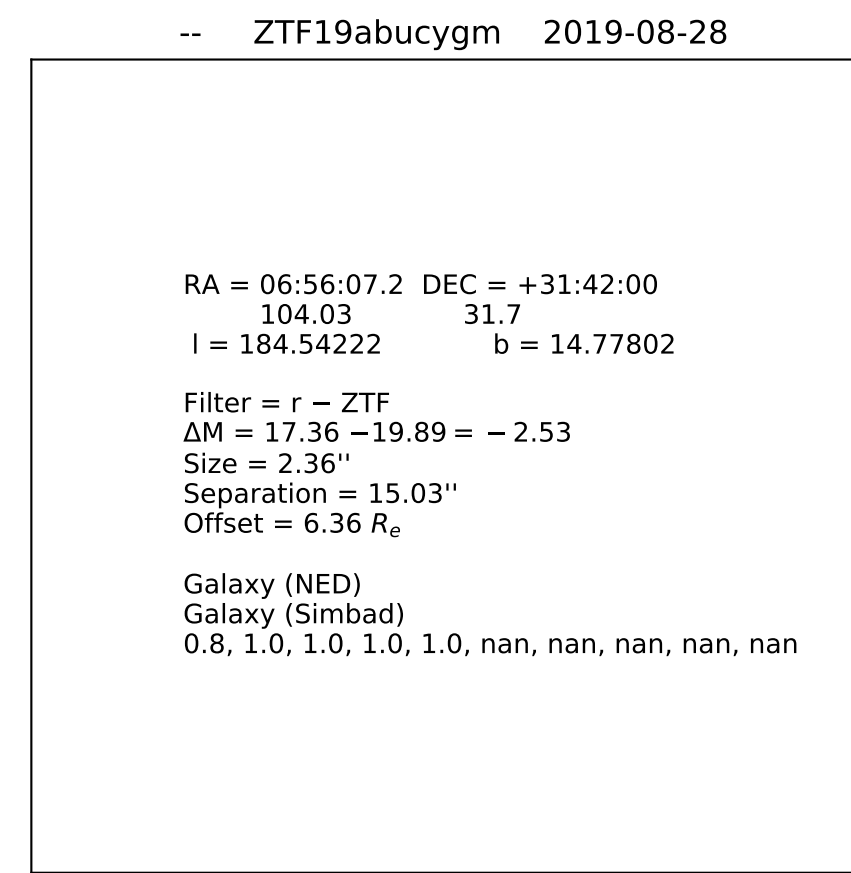 --  ZTF19abucygm  2019-08-28
RA = 06:56:07.2  DEC = +31:42:00
104.03  31.7
l = 184.54222  b = 14.77802
Filter = r − ZTF
ΔM = 17.36 −19.89 = − 2.53
Size = 2.36''
Separation = 15.03''
Offset = 6.36 Rₑ
Galaxy (NED)
Galaxy (Simbad)
0.8, 1.0, 1.0, 1.0, 1.0, nan, nan, nan, nan, nan